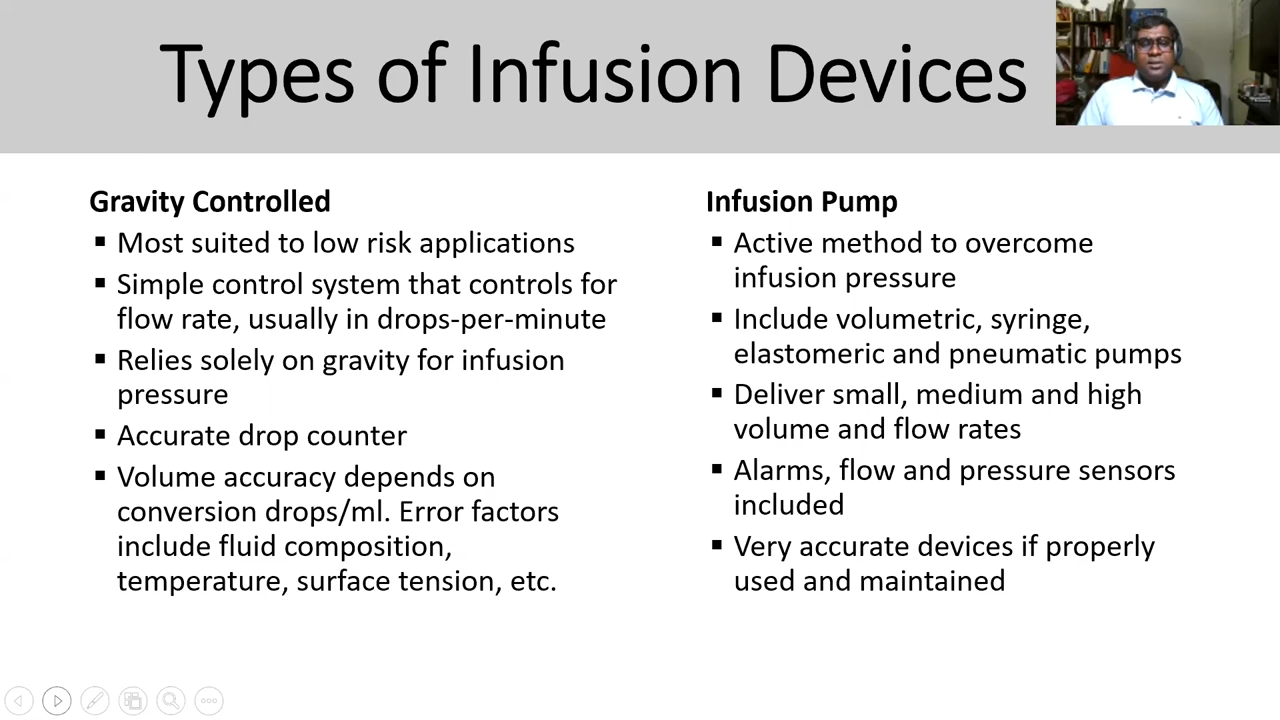 Types of Infusion Devices
Gravity Controlled
▪ Most suited to low risk applications
▪ Simple control system that controls for
flow rate, usually in drops-per-minute
▪ Relies solely on gravity for infusion
pressure
▪ Accurate drop counter
▪ Volume accuracy depends on
conversion drops/ml. Error factors
include fluid composition,
temperature, surface tension, etc.
Infusion Pump
▪ Active method to overcome
infusion pressure
▪ Include volumetric, syringe,
elastomeric and pneumatic pumps
▪ Deliver small, medium and high
volume and flow rates
▪ Alarms, flow and pressure sensors
included
▪ Very accurate devices if properly
used and maintained